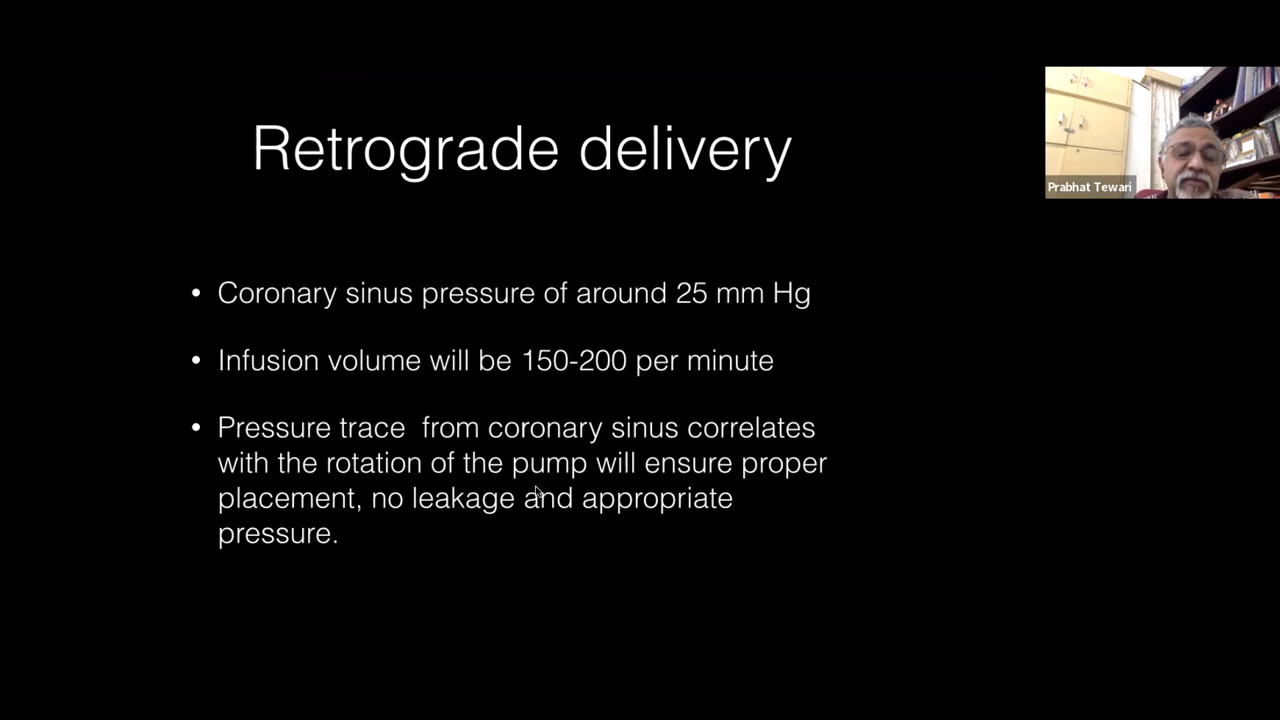 Retrograde delivery
Prabhat Tewari
• Coronary sinus pressure of around 25 mm Hg
• Infusion volume will be 150-200 per minute
• Pressure trace  from coronary sinus correlates
with the rotation of the pump will ensure proper
placement, no leakage and appropriate
pressure.